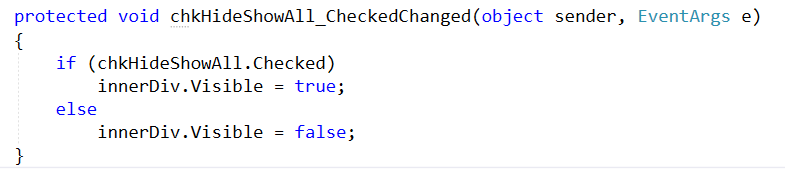 protected void chkHideShowAll_CheckedChanged(object sender, EventArgs e)
{
    if (chkHideShowAll.Checked)
        innerDiv.Visible = true;
    else
        innerDiv.Visible = false;
}